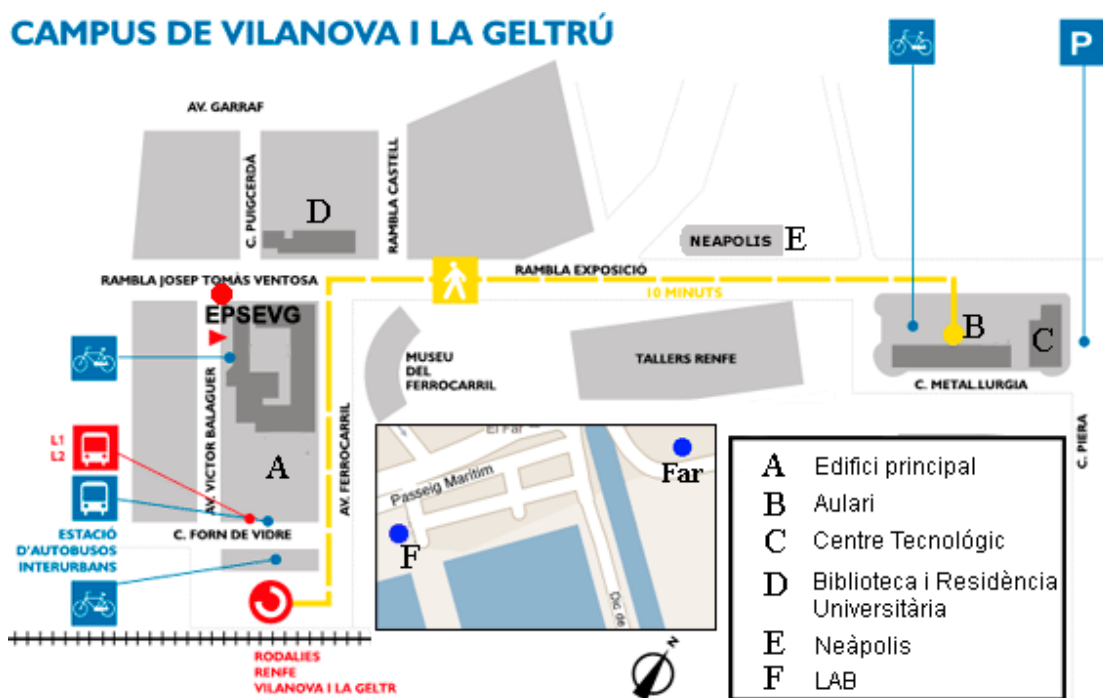 CAMPUS DE VILANOVA I LA GELTRÚ
P
AV. GARRAF
C. PUIGCERDÀ
D
RAMBLA CASTELL
NEAPOLIS
E
RAMBLA JOSEP TOMÀS VENTOSA
RAMBLA EXPOSICIÓ
10 MINUTS
EPSEVG
B
C
MUSEU
DEL
FERROCARRIL
TALLERS RENFE
C. METAL.LURGIA
AV. VICTOR BALAGUER
AV. FERROCARRIL
C. PIERA
L1
L2
A
ESTACIÓ
D'AUTOBUSOS
INTERURBANS
C. FORN DE VIDRE
El Far
Passeig Marítim
Far
F
Dic de
N
RODALIES
RENFE
VILANOVA I LA GELTR
A Edifici principal
B Aulari
C Centre Tecnológic
D Biblioteca i Residència
Universitària
E Neàpolis
F LAB